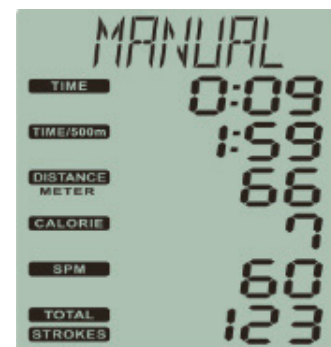 MANUAL
TIME 0:09
TIME/500m 1:59
DISTANCE METER 66
CALORIE 7
SPM 60
TOTAL STROKES 123